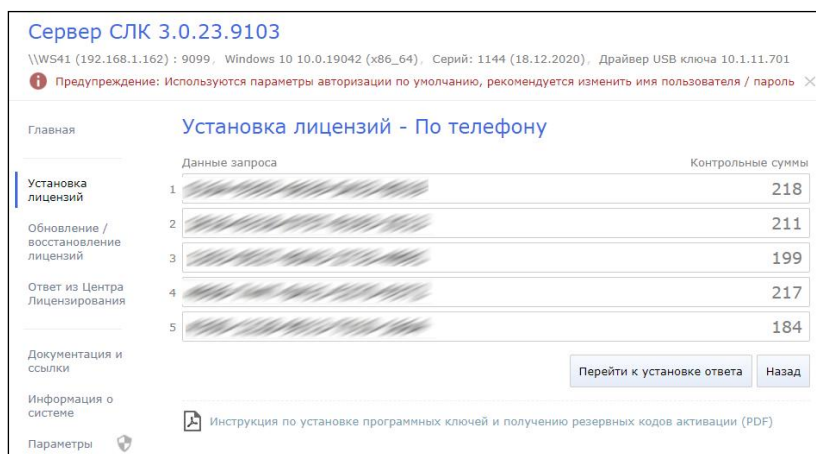 Сервер СЛК 3.0.23.9103
\\WS41 (192.168.1.162) : 9099, Windows 10 10.0.19042 (x86_64), Серий: 1144 (18.12.2020), Драйвер USB ключа 10.1.11.701
Предупреждение: Используются параметры авторизации по умолчанию, рекомендуется изменить имя пользователя / пароль
Главная
Установка
лицензий
Обновление /
восстановление
лицензий
Ответ из Центра
Лицензирования
Документация и
ссылки
Информация о
системе
Параметры
Установка лицензий - По телефону
Данные запроса Контрольные суммы
1 218
2 211
3 199
4 217
5 184
Перейти к установке ответа Назад
Инструкция по установке программных ключей и получению резервных кодов активации (PDF)